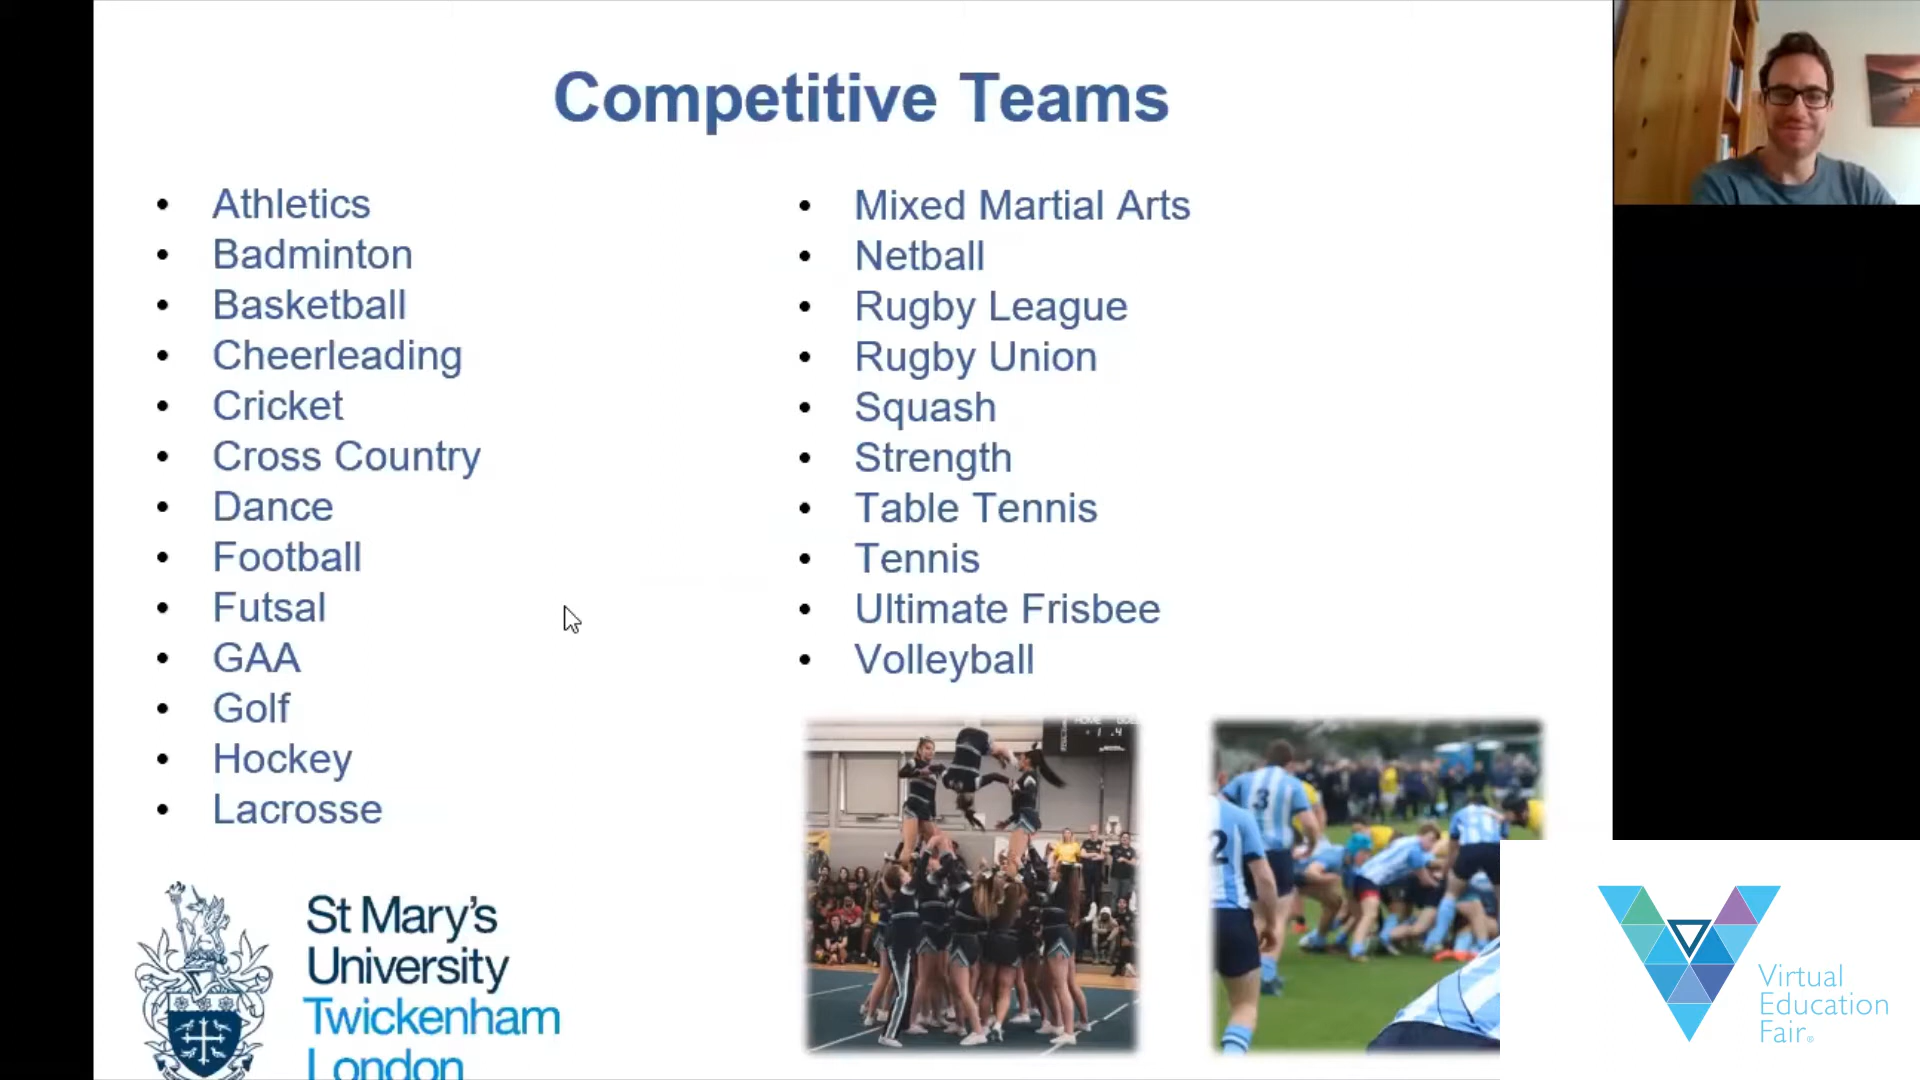 Competitive Teams
• Athletics
• Badminton
• Basketball
• Cheerleading
• Cricket
• Cross Country
• Dance
• Football
• Futsal
• GAA
• Golf
• Hockey
• Lacrosse
• Mixed Martial Arts
• Netball
• Rugby League
• Rugby Union
• Squash
• Strength
• Table Tennis
• Tennis
• Ultimate Frisbee
• Volleyball
St Mary's
University
Twickenham
London
3
2
Virtual
Education
Fair®